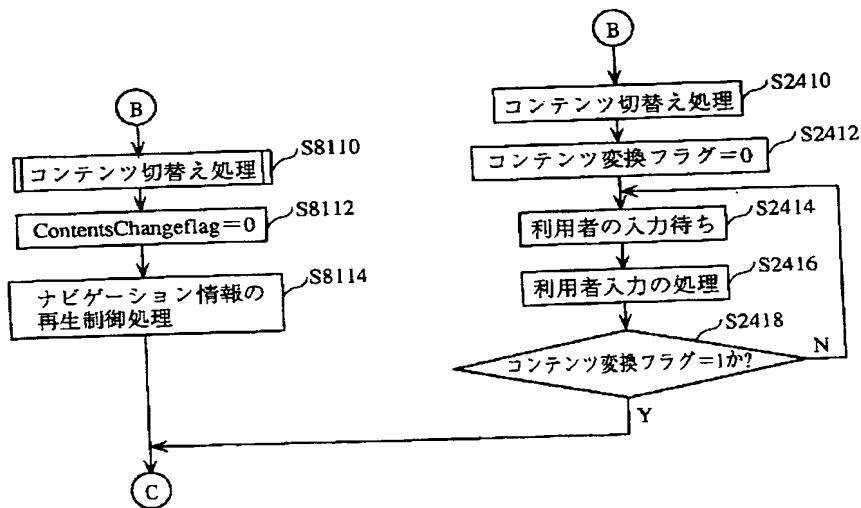 B
コンテンツ切替え処理
S8110
ContentsChangeflag=0
S8112
ナビゲーション情報の
再生制御処理
S8114
B
コンテンツ切替え処理
S2410
コンテンツ変換フラグ=0
S2412
利用者の入力待ち
S2414
利用者入力の処理
S2416
コンテンツ変換フラグ=1か?
S2418
N
Y
C